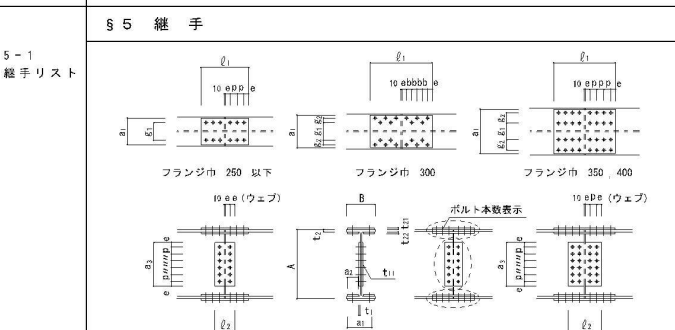 §5 継手
5-1
継手リスト
ℓ1
10 epp e
a1
g1
フランジ巾 250 以下
ℓ1
10 ebbbb e
a1
g2 g1 g2
フランジ巾 300
ℓ1
10 eppp e
a1
g2 g1 g2
フランジ巾 350 , 400
10 e e (ウェブ)
e p 〃〃〃 p e
a3
ℓ2
B
t2
t22 t21
A
a2
t11
t1
a1
ボルト本数表示
10 epe (ウェブ)
e p 〃〃〃 p e
a3
ℓ2